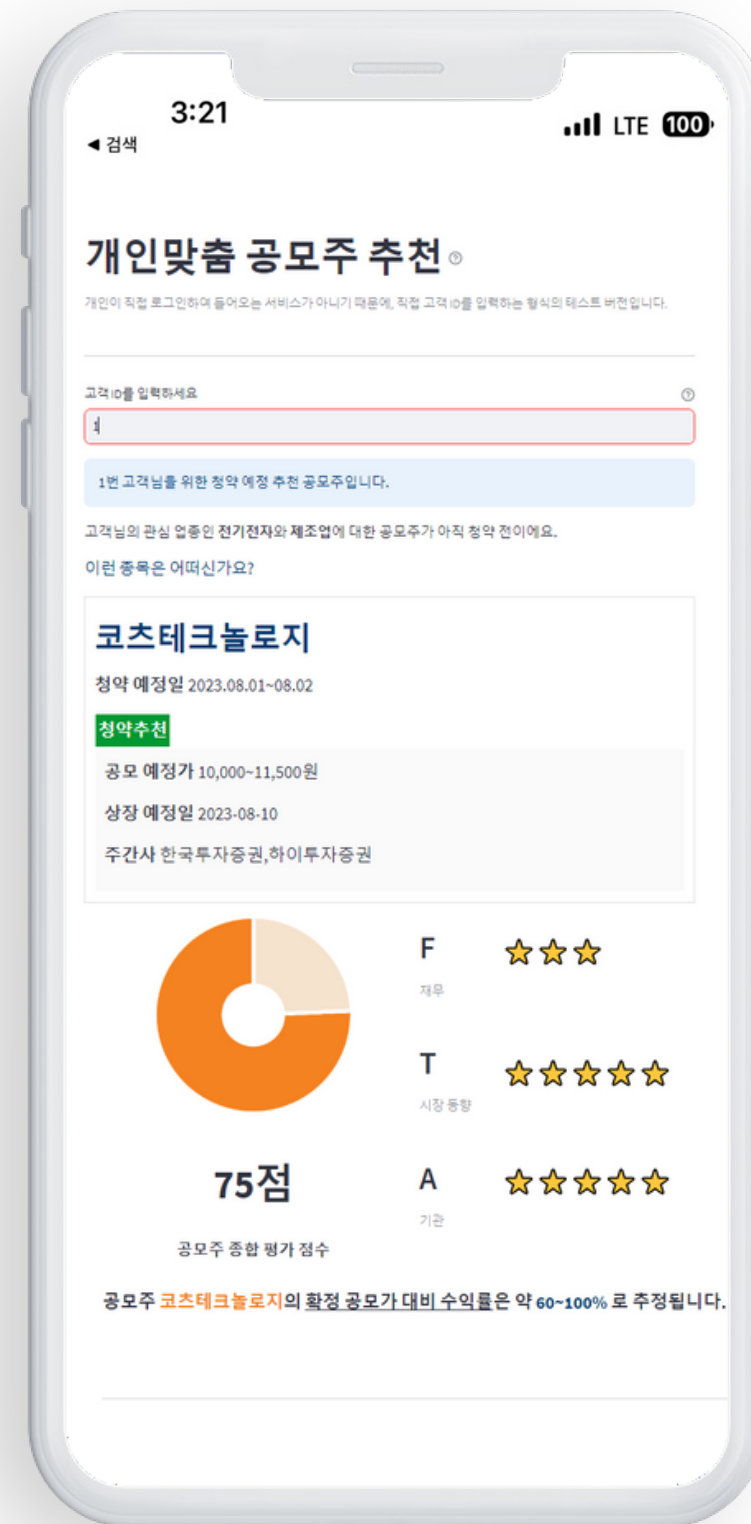 3:21
LTE 100
◀ 검색
개인맞춤 공모주 추천
개인이 직접 로그인하여 들어오는 서비스가 아니기 때문에, 직접 고객 ID를 입력하는 형식의 테스트 버전입니다.
고객 ID를 입력하세요
1
1번 고객님을 위한 청약 예정 추천 공모주입니다.
고객님의 관심 업종인 전기전자와 제조업에 대한 공모주가 아직 청약 전이에요.
이런 종목은 어떠신가요?
코츠테크놀로지
청약 예정일 2023.08.01~08.02
청약추천
공모 예정가 10,000~11,500원
상장 예정일 2023-08-10
주간사 한국투자증권,하이투자증권
F
재무
T
시장 동향
75점
A
기관
공모주 종합 평가 점수
공모주 코츠테크놀로지의 확정 공모가 대비 수익률은 약 60~100% 로 추정됩니다.